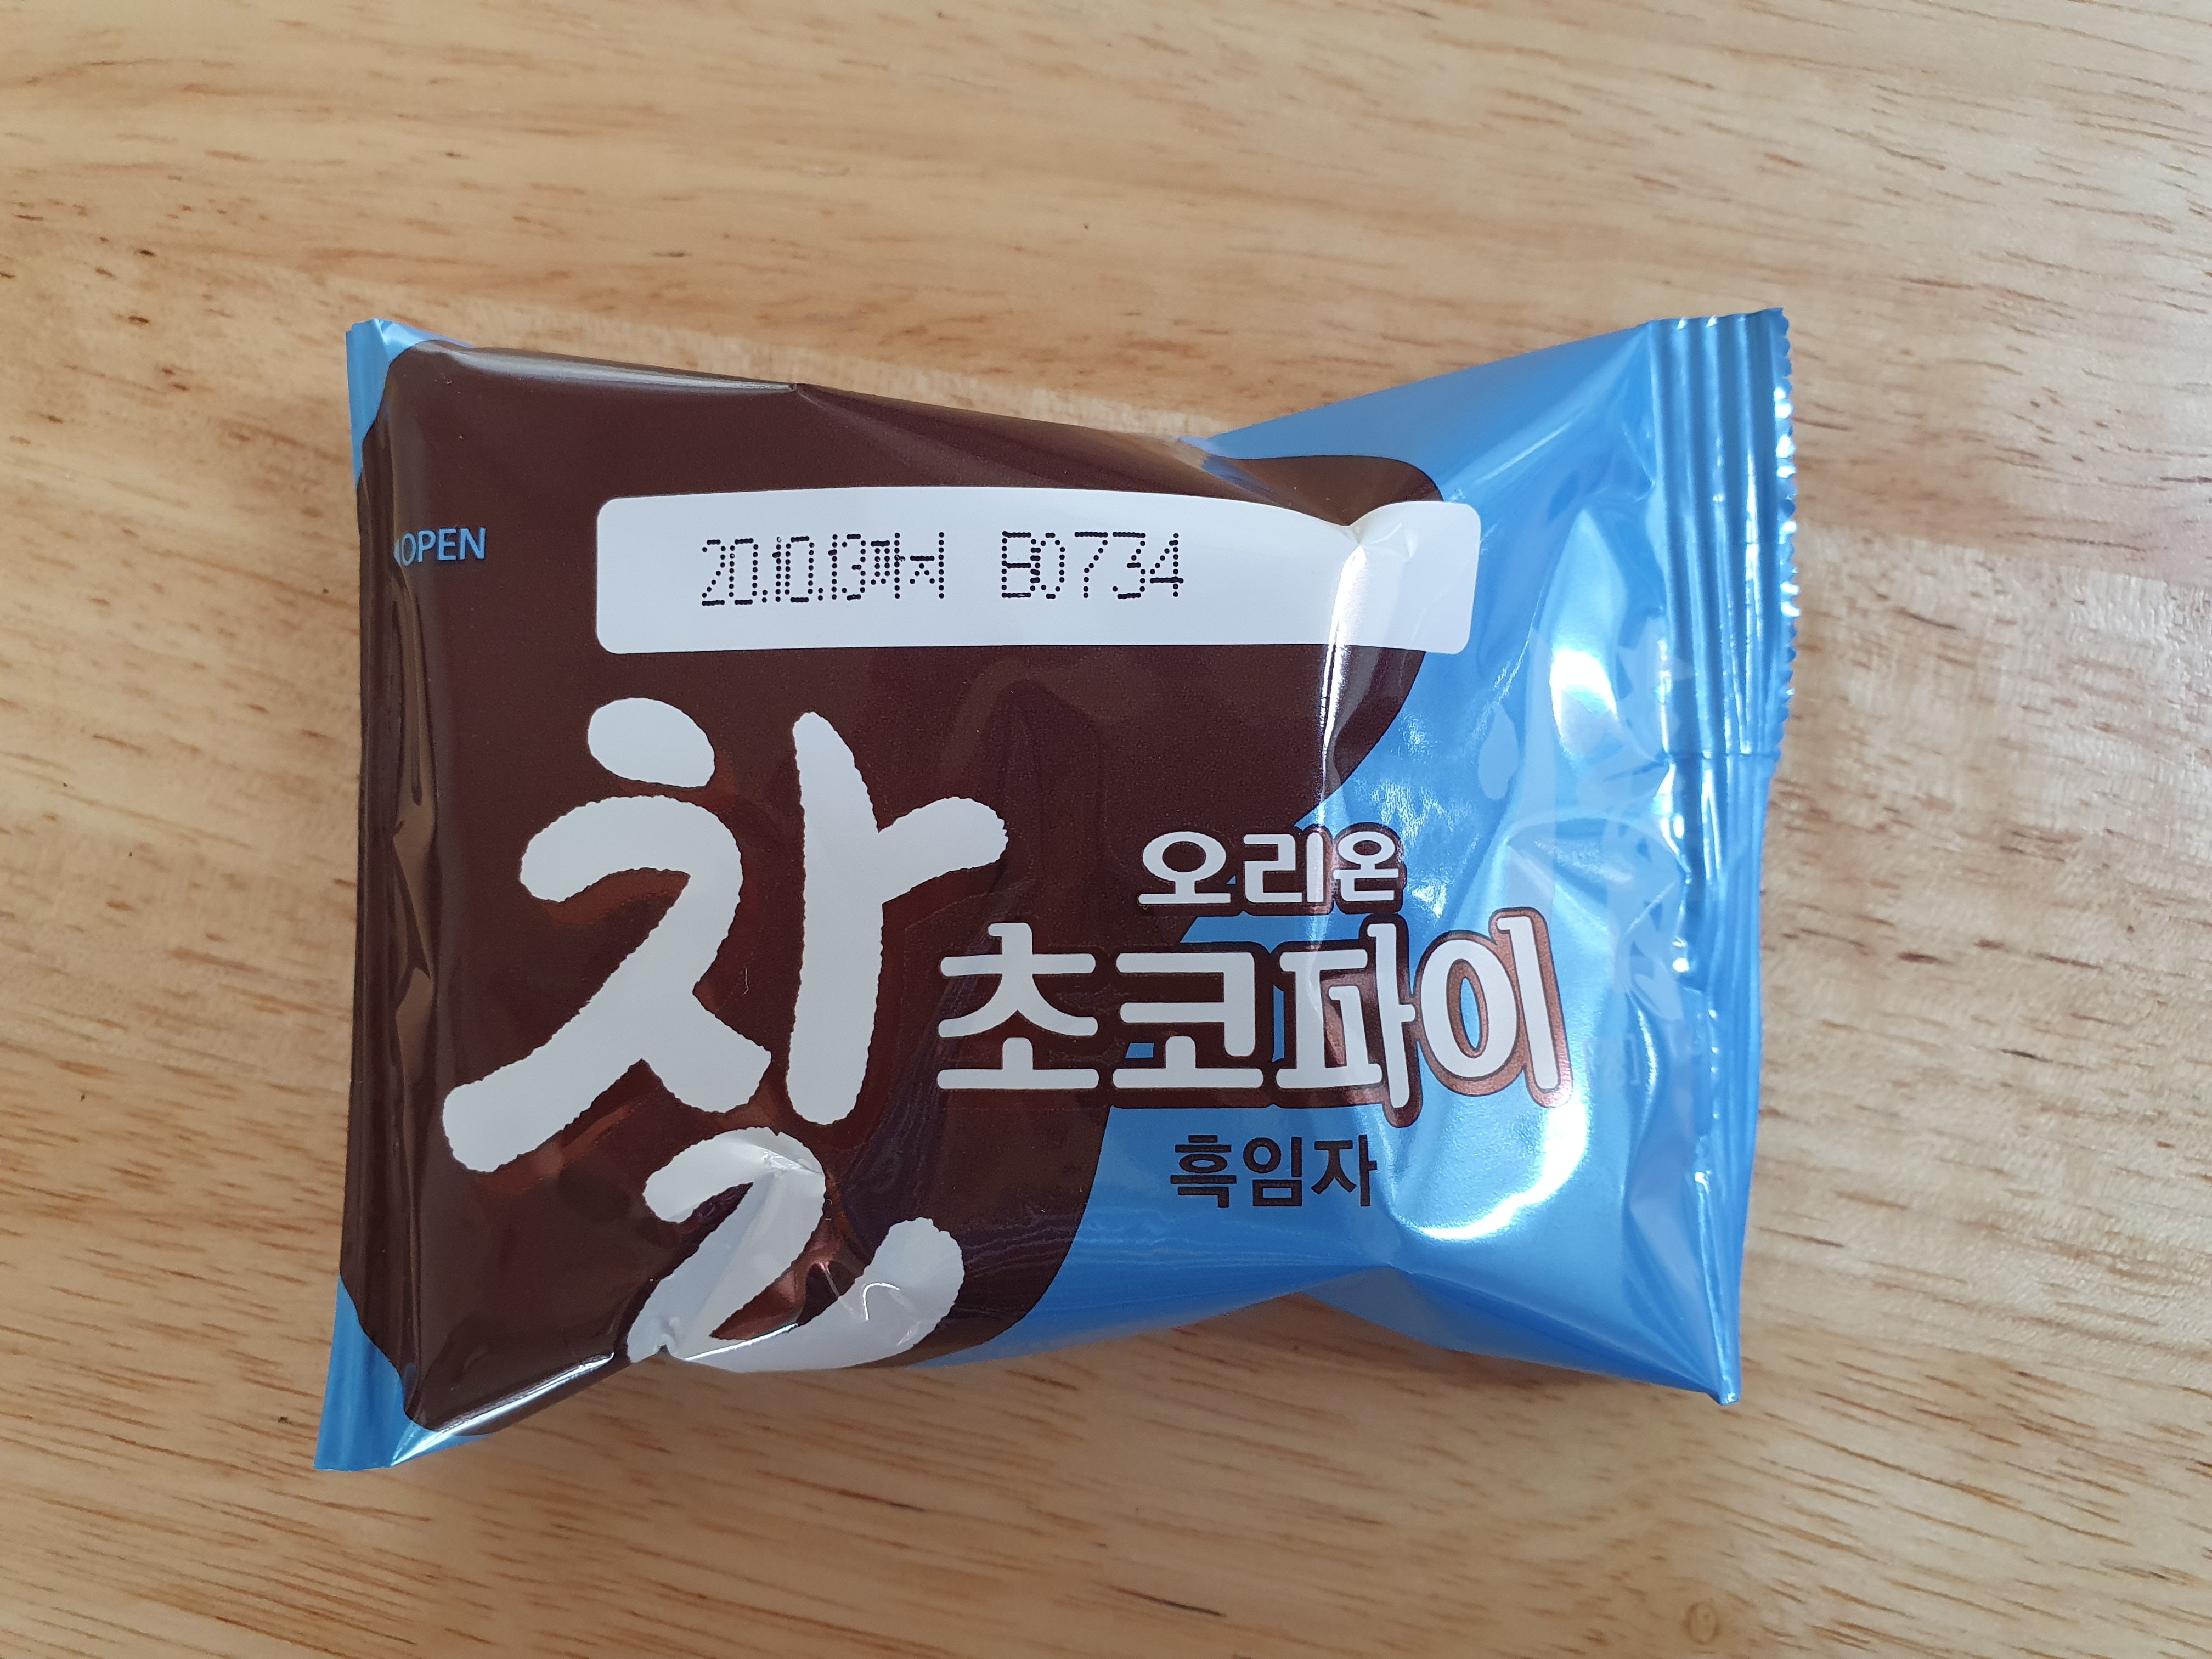 OPEN
20.10.13까지 B0734
찰
오리온
초코파이
흑임자